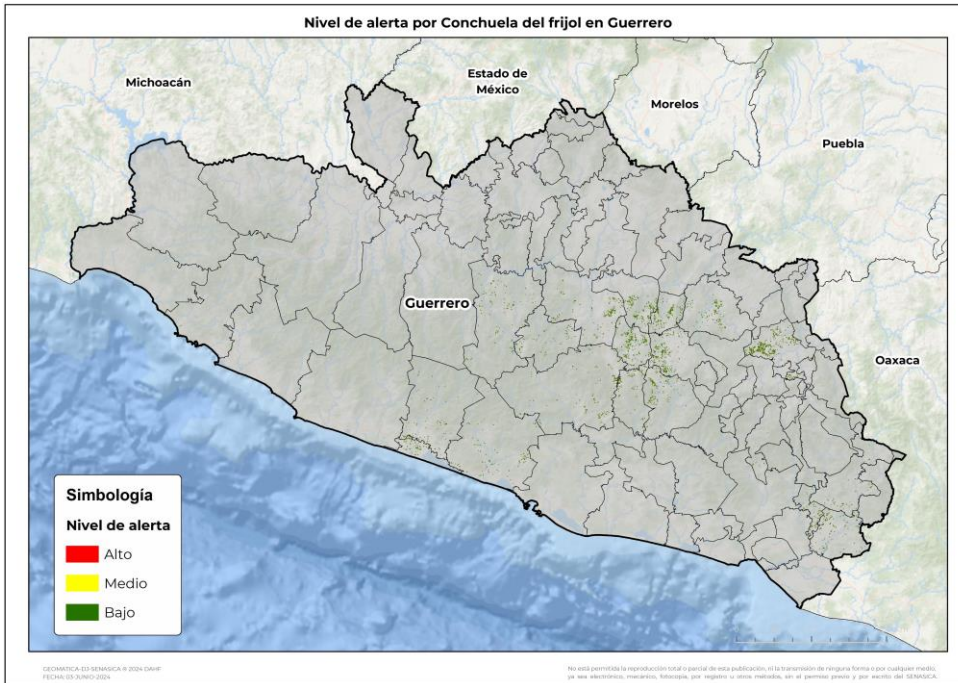 Nivel de alerta por Conchuela del frijol en Guerrero
Michoacán
Estado de
México
Morelos
Puebla
Guerrero
Oaxaca
Simbología
Nivel de alerta
Alto
Medio
Bajo
GEOMATICA-ED-SENASICA © 2024 DAHF.
FECHA: 03-JUNIO-2024
No está permitida la reproducción total o parcial de esta publicación, ni la transmisión de ninguna forma o por cualquier medio,
ya sea electrónico, mecánico, fotocopia, por registro u otros métodos, sin el permiso previo y por escrito del SENASICA.